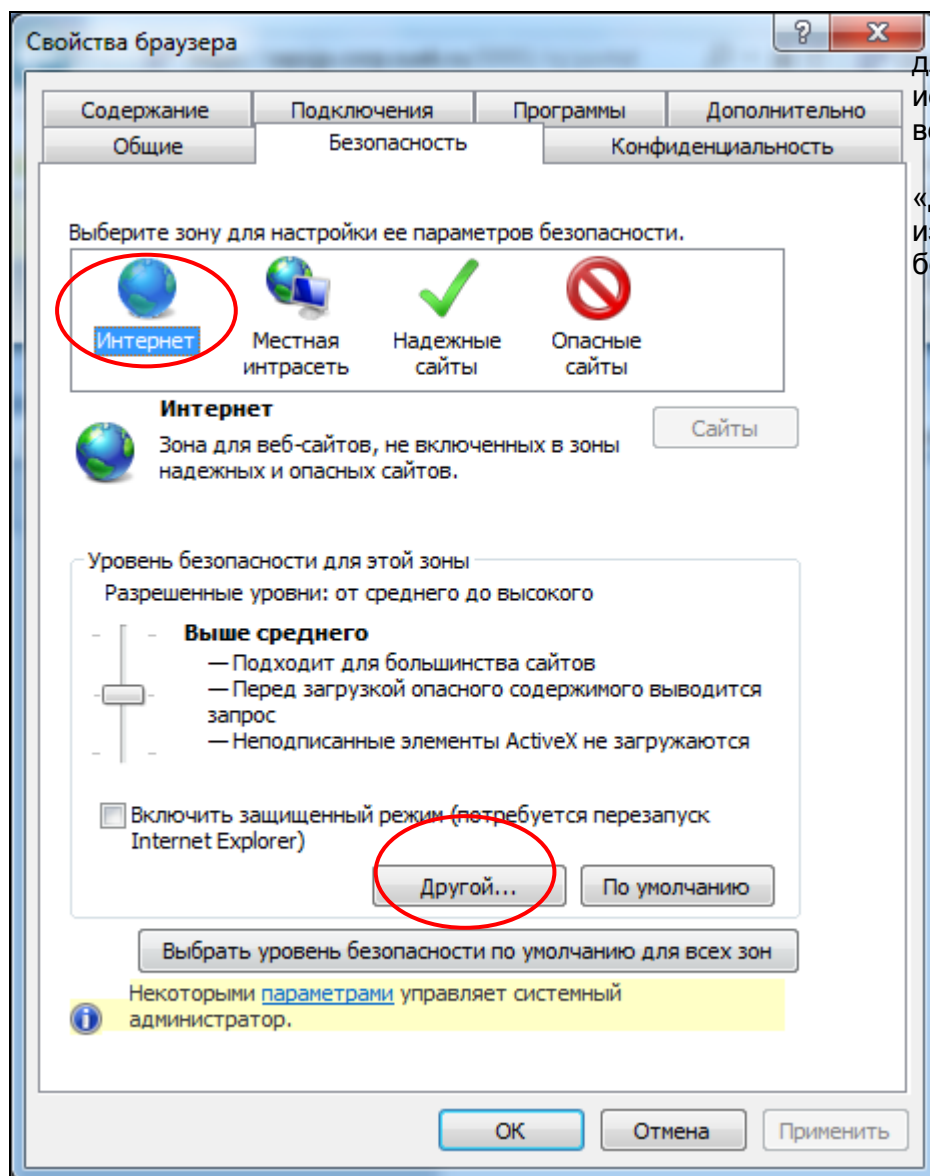 Свойства браузера
Содержание Подключения Программы Дополнительно
Общие Безопасность Конфиденциальность
Выберите зону для настройки ее параметров безопасности.
Интернет
Местная интрасеть
Надежные сайты
Опасные сайты
Интернет
Сайты
Зона для веб-сайтов, не включенных в зоны
надежных и опасных сайтов.
Уровень безопасности для этой зоны
Разрешенные уровни: от среднего до высокого
Выше среднего
— Подходит для большинства сайтов
— Перед загрузкой опасного содержимого выводится
запрос
— Неподписанные элементы ActiveX не загружаются
Включить защищенный режим (потребуется перезапуск
Internet Explorer)
Другой... По умолчанию
Выбрать уровень безопасности по умолчанию для всех зон
Некоторыми параметрами управляет системный
администратор.
ОК Отмена Применить